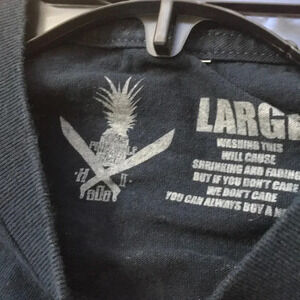 H I
808
LARGE
WASHING THIS
WILL CAUSE
SHRINKING AND FADING
BUT IF YOU DON'T CARE
WE DON'T CARE
YOU CAN ALWAYS BUY A